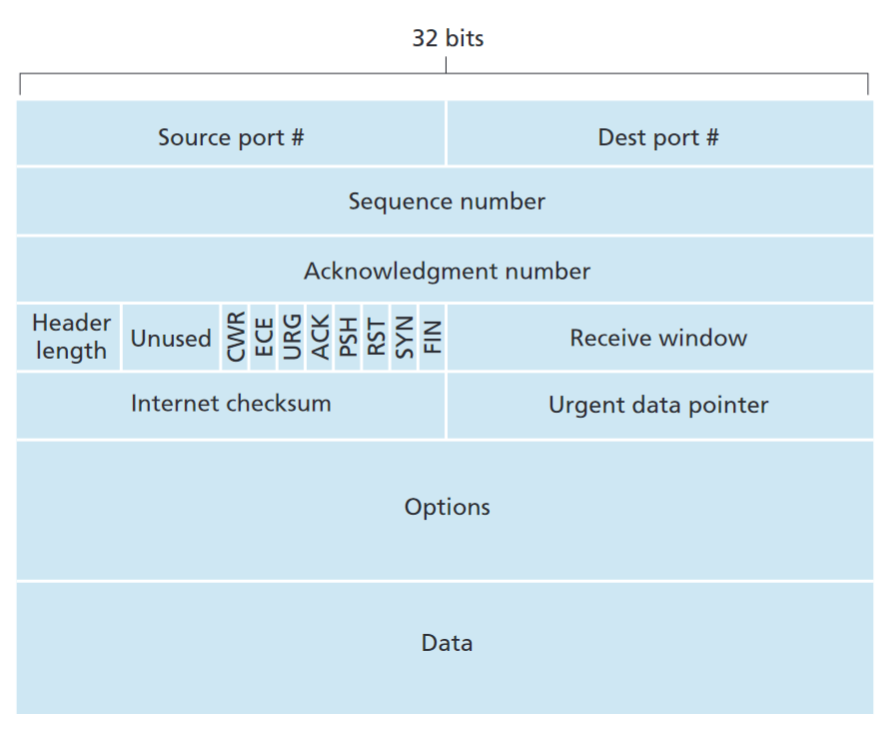 32 bits
Source port #
Dest port #
Sequence number
Acknowledgment number
Header
length
Unused
CWR
ECE
URG
ACK
PSH
RST
SYN
FIN
Receive window
Internet checksum
Urgent data pointer
Options
Data